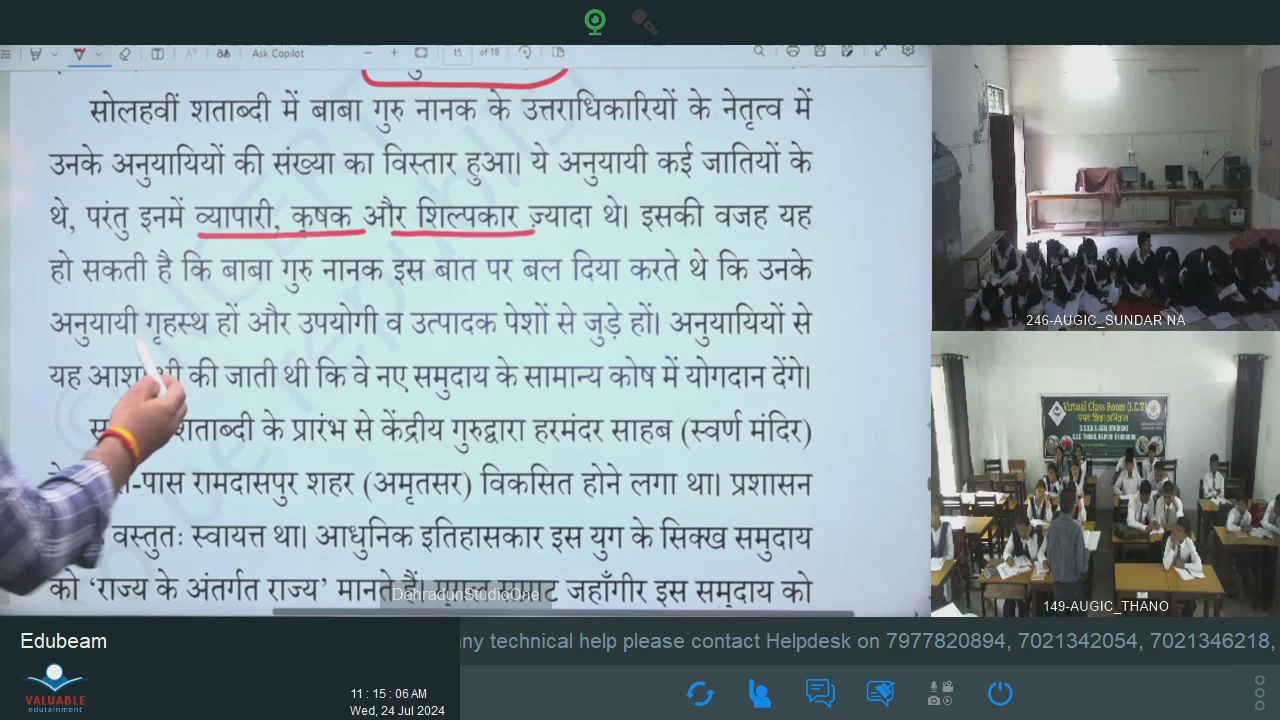 Ask Copilot
15
of 18
सोलहवीं शताब्दी में बाबा गुरु नानक के उत्तराधिकारियों के नेतृत्व में
उनके अनुयायियों की संख्या का विस्तार हुआ। ये अनुयायी कई जातियों के
थे, परंतु इनमें व्यापारी, कृषक और शिल्पकार ज़्यादा थे। इसकी वजह यह
हो सकती है कि बाबा गुरु नानक इस बात पर बल दिया करते थे कि उनके
अनुयायी गृहस्थ हों और उपयोगी व उत्पादक पेशों से जुड़े हों। अनुयायियों से
यह की जाती थी कि वे नए समुदाय के सामान्य कोष में योगदान देंगे।
शताब्दी के प्रारंभ से केंद्रीय गुरुद्वारा हरमंदर साहब (स्वर्ण मंदिर)
-पास रामदासपुर शहर (अमृतसर) विकसित होने लगा था। प्रशासन
वस्तुतः स्वायत्त था। आधुनिक इतिहासकार इस युग के सिक्ख समुदाय
को ‘राज्य के अंतर्गत राज्य’ मानते हैं। जहाँगीर इस समुदाय को
DehradunStudioOne
246-AUGIC_SUNDAR NA
Virtual Class Room (I.C.T
149-AUGIC_THANO
Edubeam
any technical help please contact Helpdesk on 7977820894, 7021342054, 7021346218,
VALUABLE
edutainment
11 : 15 : 06 AM
Wed, 24 Jul 2024